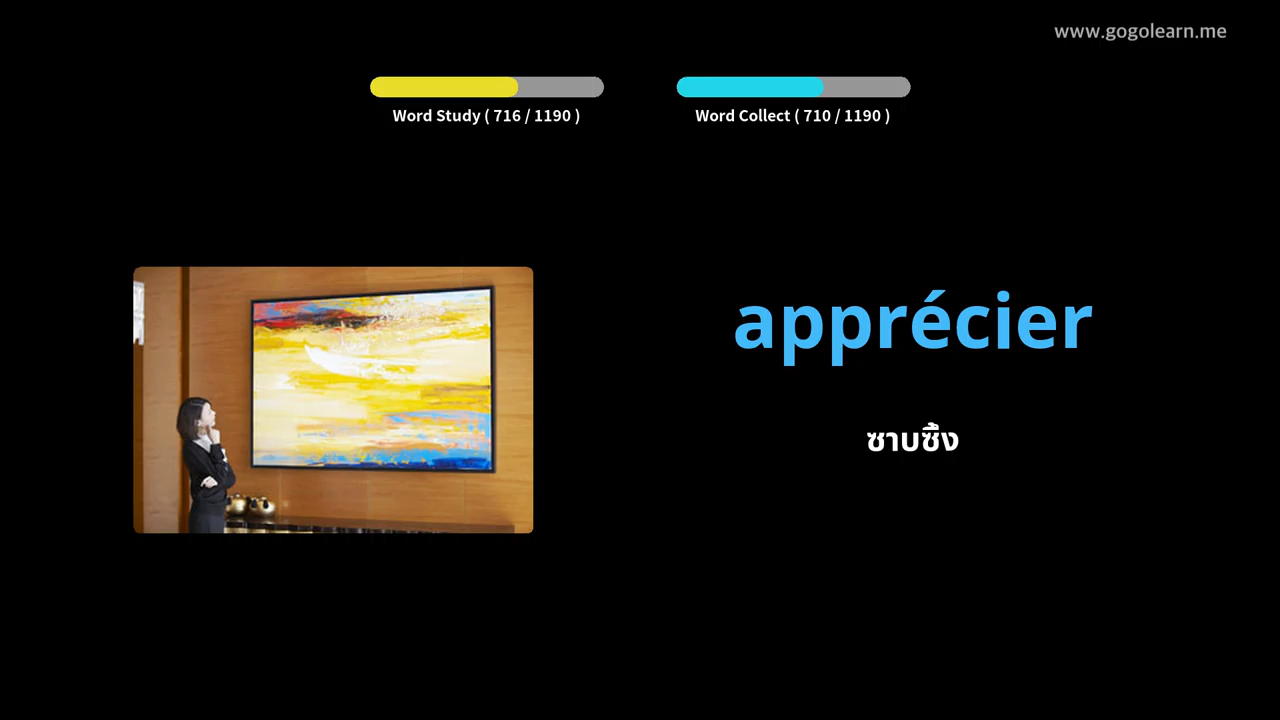 www.gogolearn.me
Word Study ( 716 / 1190 )
Word Collect ( 710 / 1190 )
apprécier
ซาบซึ้ง